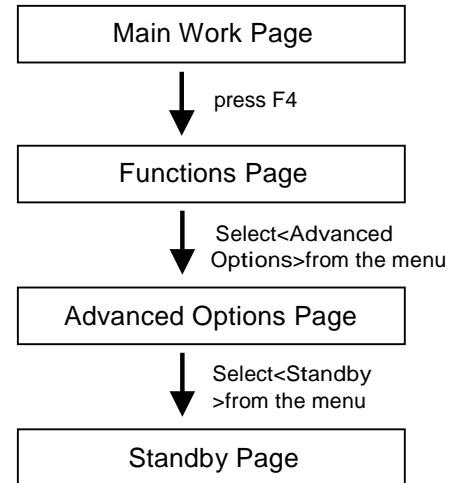 Main Work Page
press F4
Functions Page
Select<Advanced
Options>from the menu
Advanced Options Page
Select<Standby
>from the menu
Standby Page